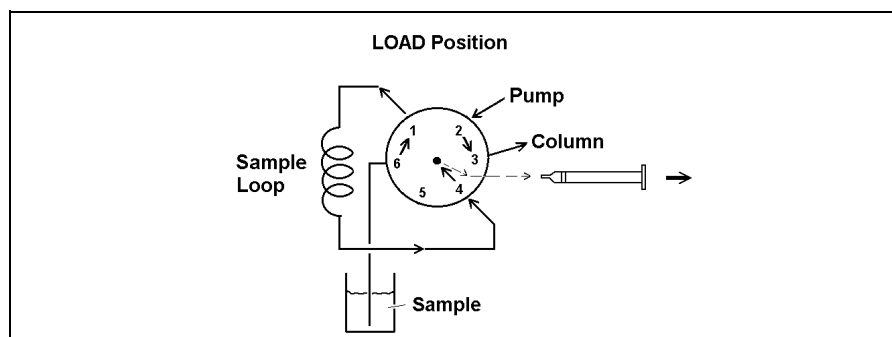 LOAD Position
Pump
1
2
Column
6
3
Sample
Loop
5
4
Sample